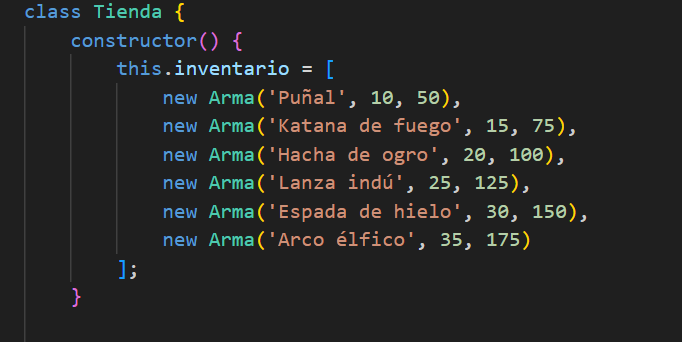 class Tienda {
constructor() {
this.inventario = [
new Arma('Puñal', 10, 50),
new Arma('Katana de fuego', 15, 75),
new Arma('Hacha de ogro', 20, 100),
new Arma('Lanza indú', 25, 125),
new Arma('Espada de hielo', 30, 150),
new Arma('Arco élfico', 35, 175)
];
}